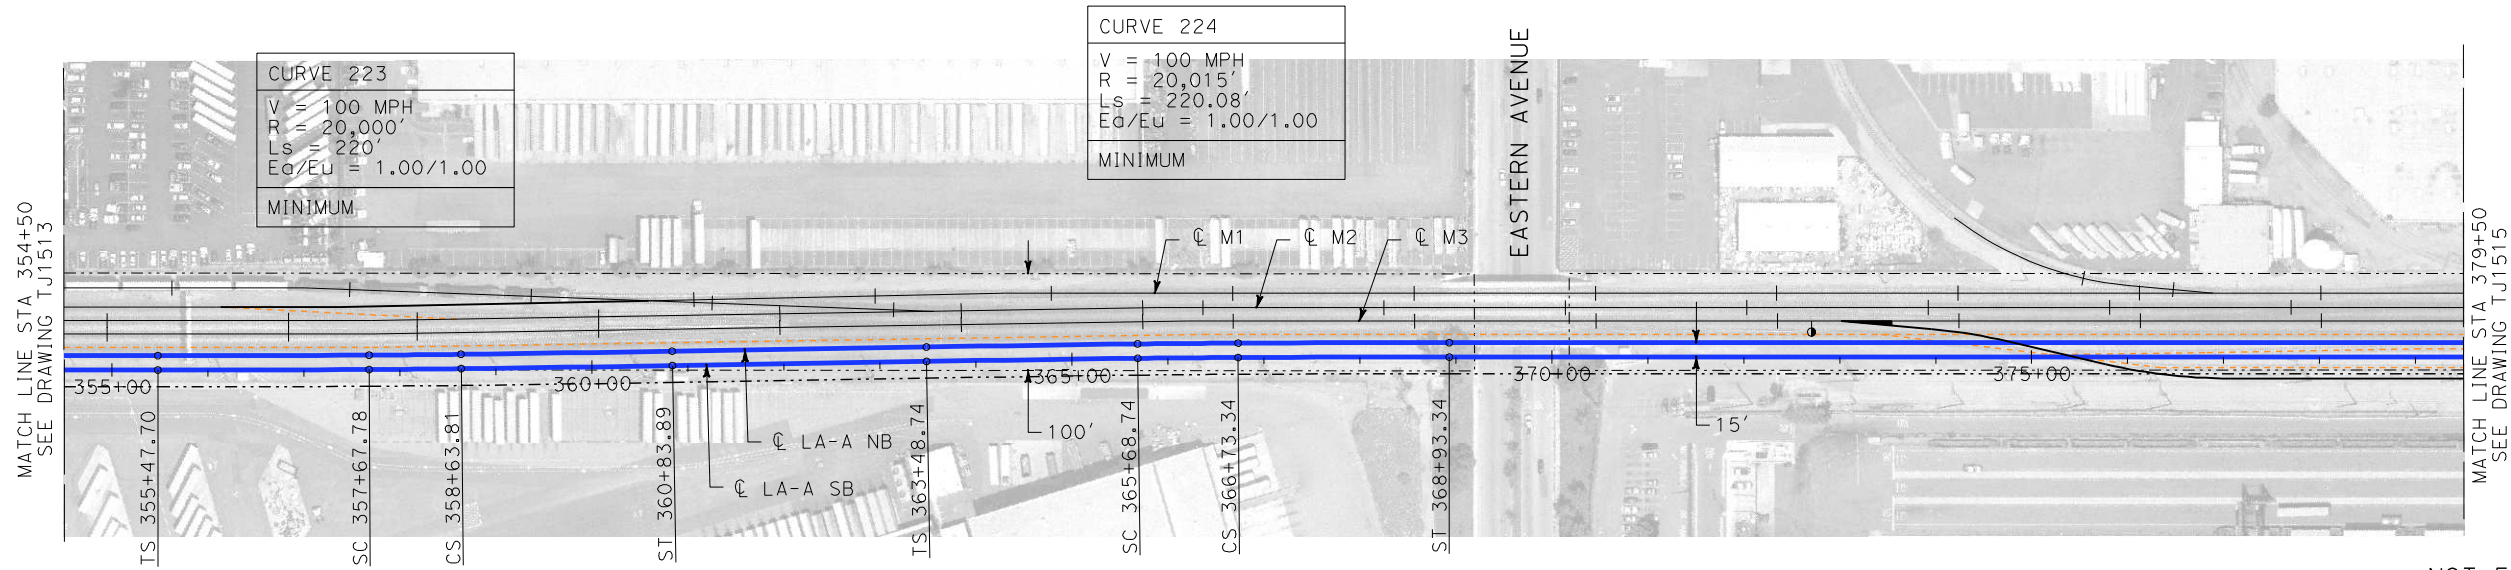 CURVE 223
V = 100 MPH
R = 20,000'
Ls = 220'
Ea/Eu = 1.00/1.00
MINIMUM
CURVE 224
V = 100 MPH
R = 20,015'
Ls = 220.08'
Ea/Eu = 1.00/1.00
MINIMUM
EASTERN AVENUE
MATCH LINE STA 354+50
SEE DRAWING TJ1513
℄ M1
℄ M2
℄ M3
MATCH LINE STA 379+50
SEE DRAWING TJ1515
355+00
360+00
365+00
370+00
375+00
TS 355+47.70
SC 357+67.78
CS 358+63.81
ST 360+83.89
TS 363+48.74
SC 365+68.74
CS 366+73.34
ST 368+93.34
℄ LA-A NB
℄ LA-A SB
100'
15'